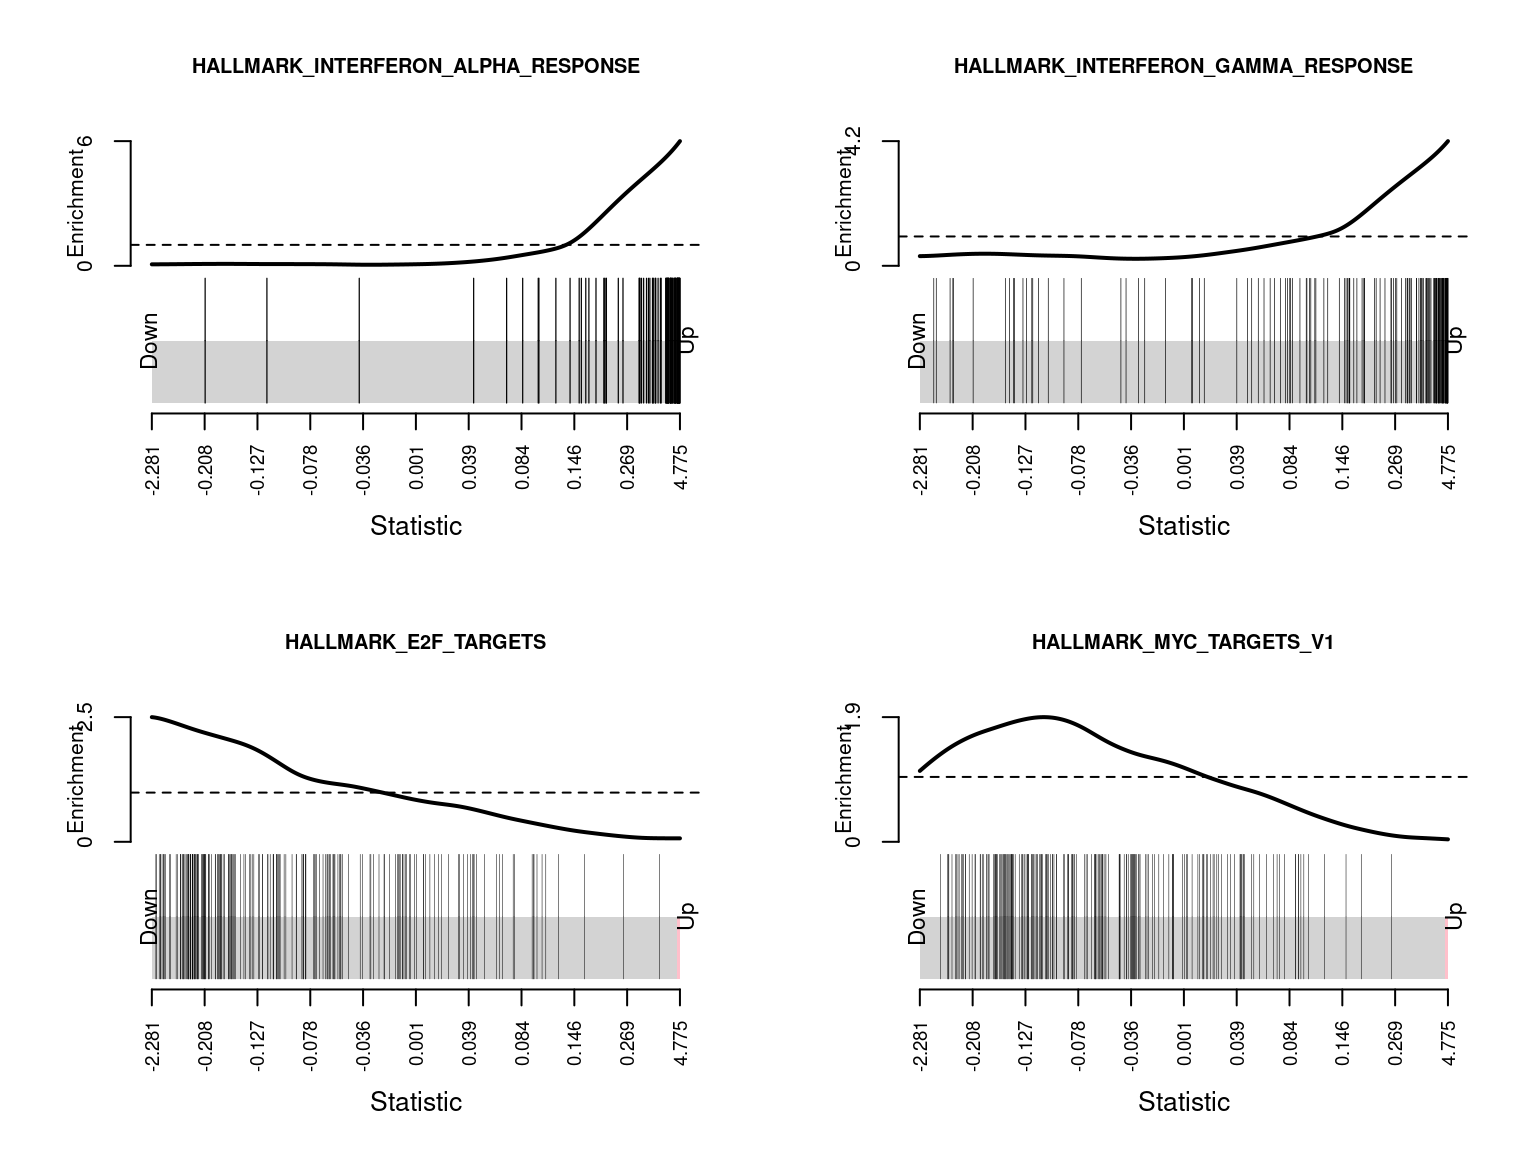 HALLMARK_INTERFERON_ALPHA_RESPONSE
Enrichment
0
6
Down
Up
-2.281
-0.208
-0.127
-0.078
-0.036
0.001
0.039
0.084
0.146
0.269
4.775
Statistic
HALLMARK_INTERFERON_GAMMA_RESPONSE
Enrichment
0
4.2
Down
Up
-2.281
-0.208
-0.127
-0.078
-0.036
0.001
0.039
0.084
0.146
0.269
4.775
Statistic
HALLMARK_E2F_TARGETS
Enrichment
0
2.5
Down
Up
-2.281
-0.208
-0.127
-0.078
-0.036
0.001
0.039
0.084
0.146
0.269
4.775
Statistic
HALLMARK_MYC_TARGETS_V1
Enrichment
0
1.9
Down
Up
-2.281
-0.208
-0.127
-0.078
-0.036
0.001
0.039
0.084
0.146
0.269
4.775
Statistic